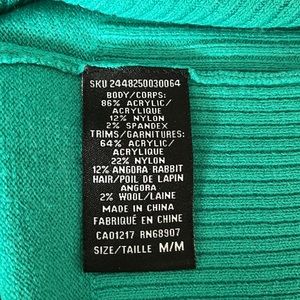 SKU 2448250030064
BODY/CORPS:
86% ACRYLIC/
ACRYLIQUE
12% NYLON
2% SPANDEX
TRIMS/GARNITURES:
64% ACRYLIC/
ACRYLIQUE
22% NYLON
12% ANGORA RABBIT
HAIR/POIL DE LAPIN
ANGORA
2% WOOL/LAINE
MADE IN CHINA
FABRIQUÉ EN CHINE
CA01217 RN68907
SIZE/TAILLE M/M